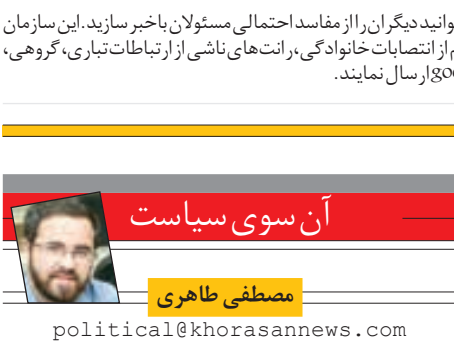 وانید دیگران را از مفاسد احتمالی مسئولان باخبر سازید. این سازمان
م از انتصابات خانوادگی، رانت‌های ناشی از ارتباطات تباری، گروهی،
goo ارسال نمایند.
آن سوی سیاست
مصطفی طاهری
political@khorasannews.com